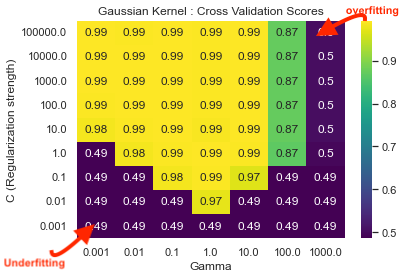 Gaussian Kernel : Cross Validation Scores
overfitting
100000.0 0.99 0.99 0.99 0.99 0.99 0.87
10000.0 0.99 0.99 0.99 0.99 0.99 0.87 0.5
1000.0 0.99 0.99 0.99 0.99 0.99 0.87 0.5
100.0 0.99 0.99 0.99 0.99 0.99 0.87 0.5
10.0 0.98 0.99 0.99 0.99 0.99 0.87 0.5
1.0 0.49 0.98 0.99 0.99 0.99 0.87 0.5
0.1 0.49 0.49 0.98 0.99 0.97 0.49 0.49
0.01 0.49 0.49 0.49 0.97 0.49 0.49 0.49
0.001 0.49 0.49 0.49 0.49 0.49 0.49 0.49
0.001 0.01 0.1 1.0 10.0 100.0 1000.0
Gamma
C (Regularization strength)
Underfitting
0.9
0.8
0.7
0.6
0.5